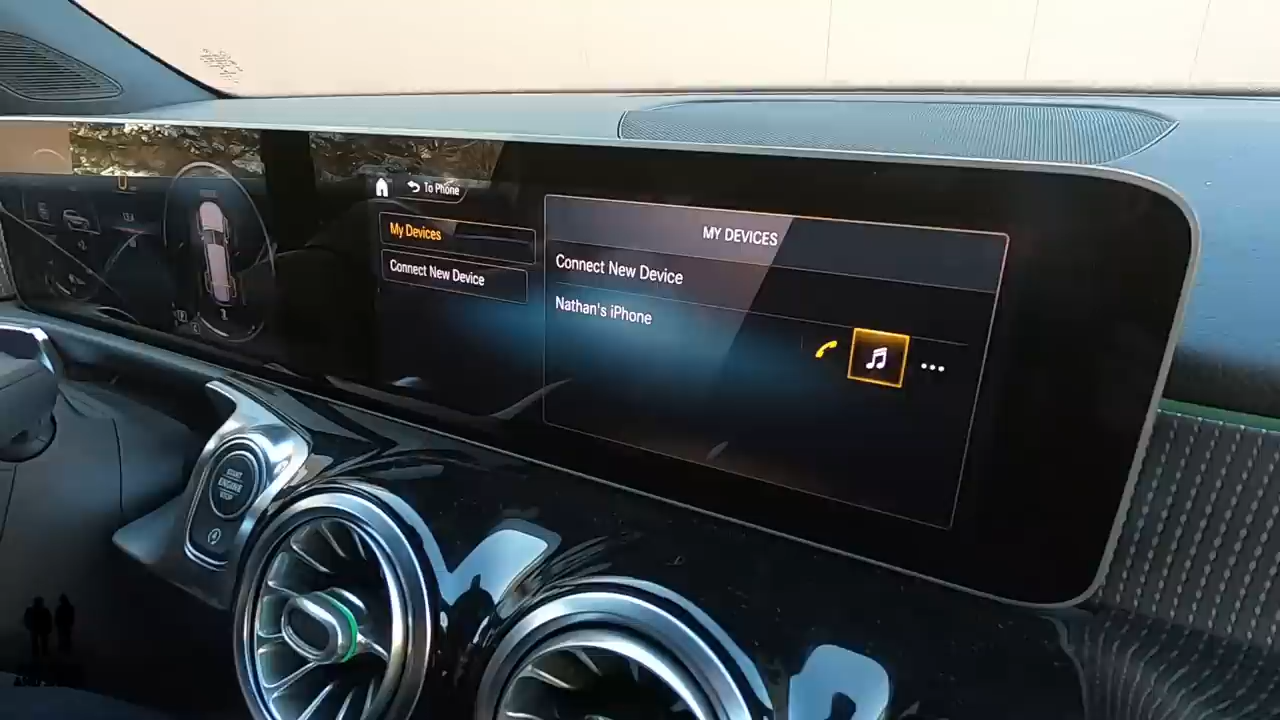 To Phone
My Devices
Connect New Device
MY DEVICES
Connect New Device
Nathan's iPhone
START
ENGINE
STOP